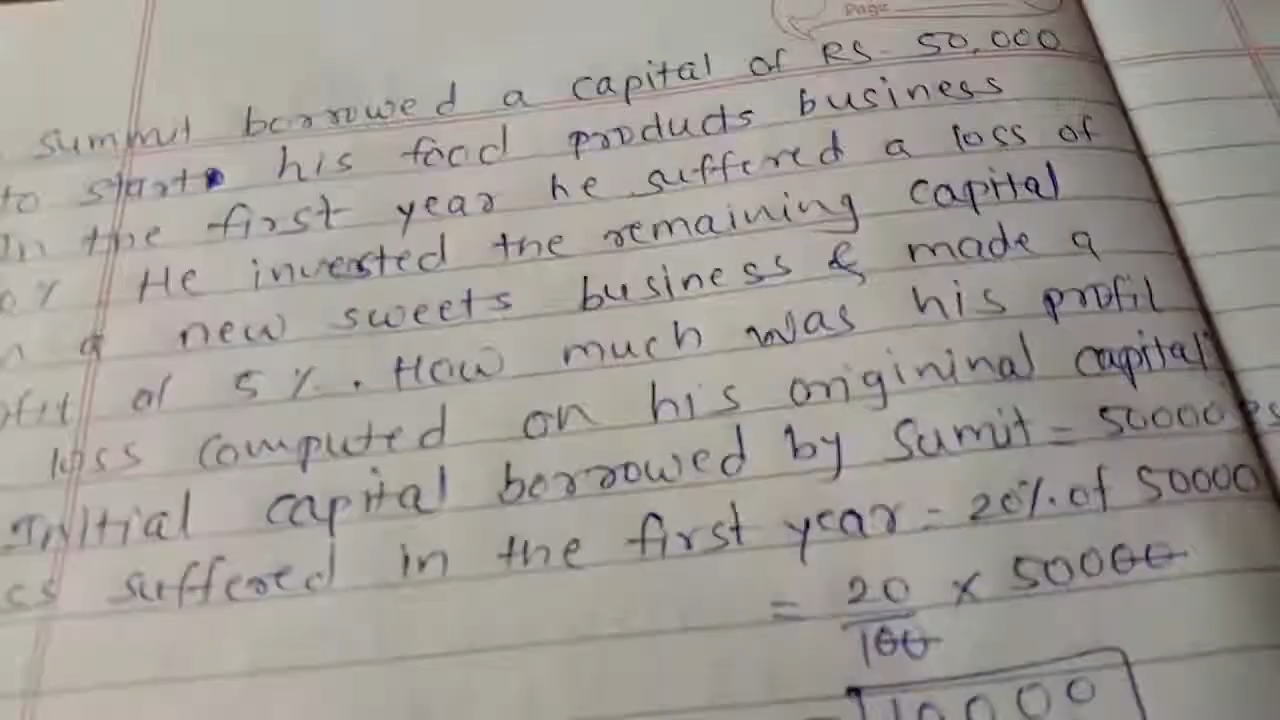 Page
summit borrowed a capital of RS. 50,000
to start his food products business
In the first year he suffered a loss of
% He invested the remaining capital
new sweets business & made a
of 5%. How much was his profit
loss computed on his origininal capital
Initial capital borrowed by Sumit = 50000 Rs
suffered in the first year = 20% of 50000
= 20/100 × 50000
10000